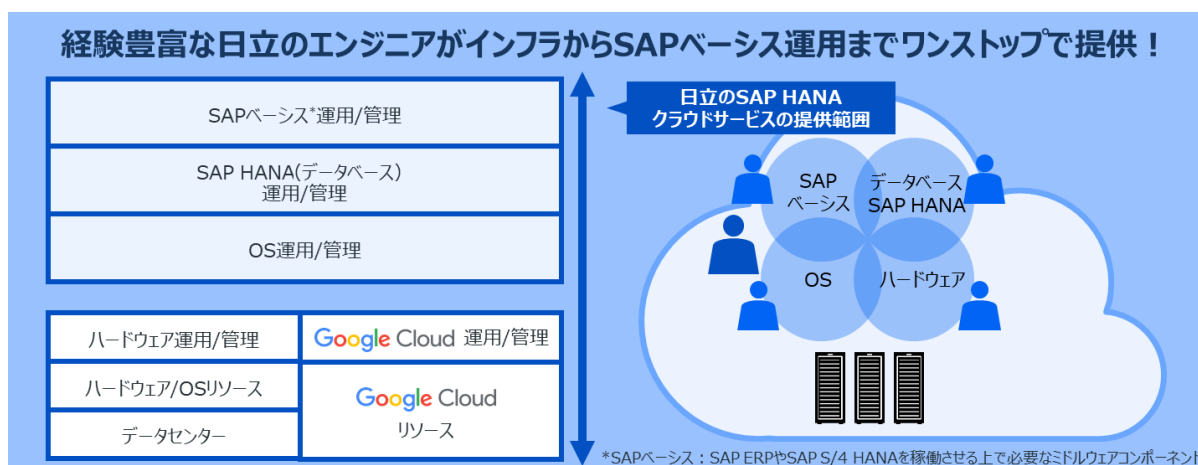 経験豊富な日立のエンジニアがインフラからSAPベーシス運用までワンストップで提供！
SAPベーシス*運用/管理
SAP HANA(データベース)
運用/管理
OS運用/管理
ハードウェア運用/管理
Google Cloud 運用/管理
ハードウェア/OSリソース
Google Cloud
リソース
データセンター
日立のSAP HANA
クラウドサービスの提供範囲
SAP
ベーシス
データベース
SAP HANA
OS
ハードウェア
*SAPベーシス：SAP ERPやSAP S/4 HANAを稼働させる上で必要なミドルウェアコンポーネント